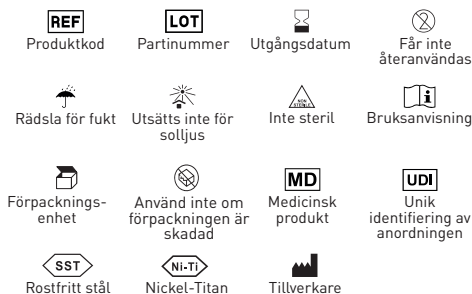 REF
Produktkod
LOT
Partinummer
Utgångsdatum
2
Får inte
återanvändas
Rädsla för fukt
Utsätts inte för
solljus
NON
STERILE
Inte steril
i
Bruksanvisning
Förpacknings-
enhet
Använd inte om
förpackningen är
skadad
MD
Medicinsk
produkt
UDI
Unik
identifiering av
anordningen
SST
Rostfritt stål
Ni-Ti
Nickel-Titan
Tillverkare